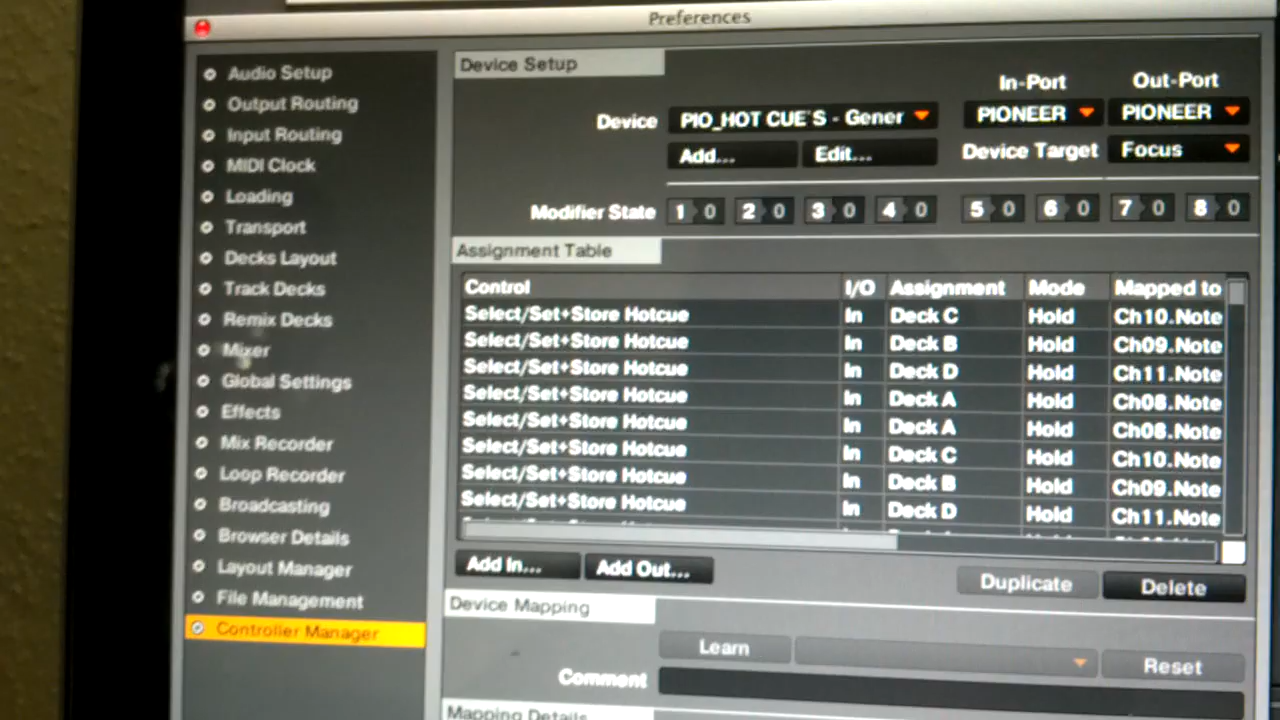 Preferences
Audio Setup
Output Routing
Input Routing
MIDI Clock
Loading
Transport
Decks Layout
Track Decks
Remix Decks
Mixer
Global Settings
Effects
Mix Recorder
Loop Recorder
Broadcasting
Browser Details
Layout Manager
File Management
Controller Manager
Device Setup
In-Port Out-Port
Device PIO_HOT CUE'S - Gener PIONEER PIONEER
Add... Edit... Device Target Focus
Modifier State 1 0 2 0 3 0 4 0 5 0 6 0 7 0 8 0
Assignment Table
Control I/O Assignment Mode Mapped to
Select/Set+Store Hotcue In Deck C Hold Ch10.Note
Select/Set+Store Hotcue In Deck B Hold Ch09.Note
Select/Set+Store Hotcue In Deck D Hold Ch11.Note
Select/Set+Store Hotcue In Deck A Hold Ch08.Note
Select/Set+Store Hotcue In Deck A Hold Ch08.Note
Select/Set+Store Hotcue In Deck C Hold Ch10.Note
Select/Set+Store Hotcue In Deck B Hold Ch09.Note
Select/Set+Store Hotcue In Deck D Hold Ch11.Note
Add In... Add Out... Duplicate Delete
Device Mapping
Learn Reset
Comment
Mapping Details